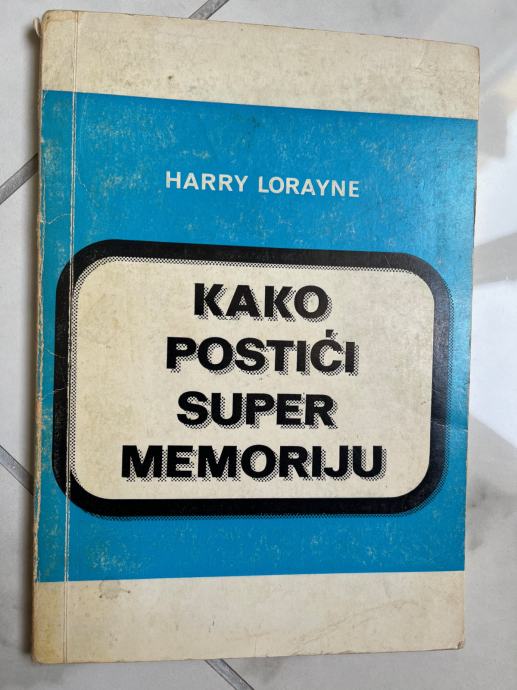 HARRY LORAYNE
KAKO
POSTIĆI
SUPER
MEMORIJU